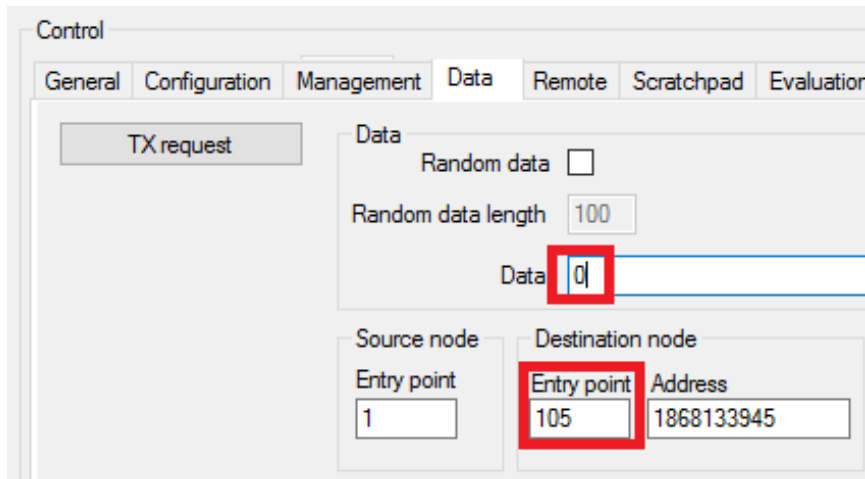 Control
General Configuration Management Data Remote Scratchpad Evaluation
TX request
Data
Random data
Random data length 100
Data 0
Source node
Entry point
1
Destination node
Entry point Address
105 1868133945